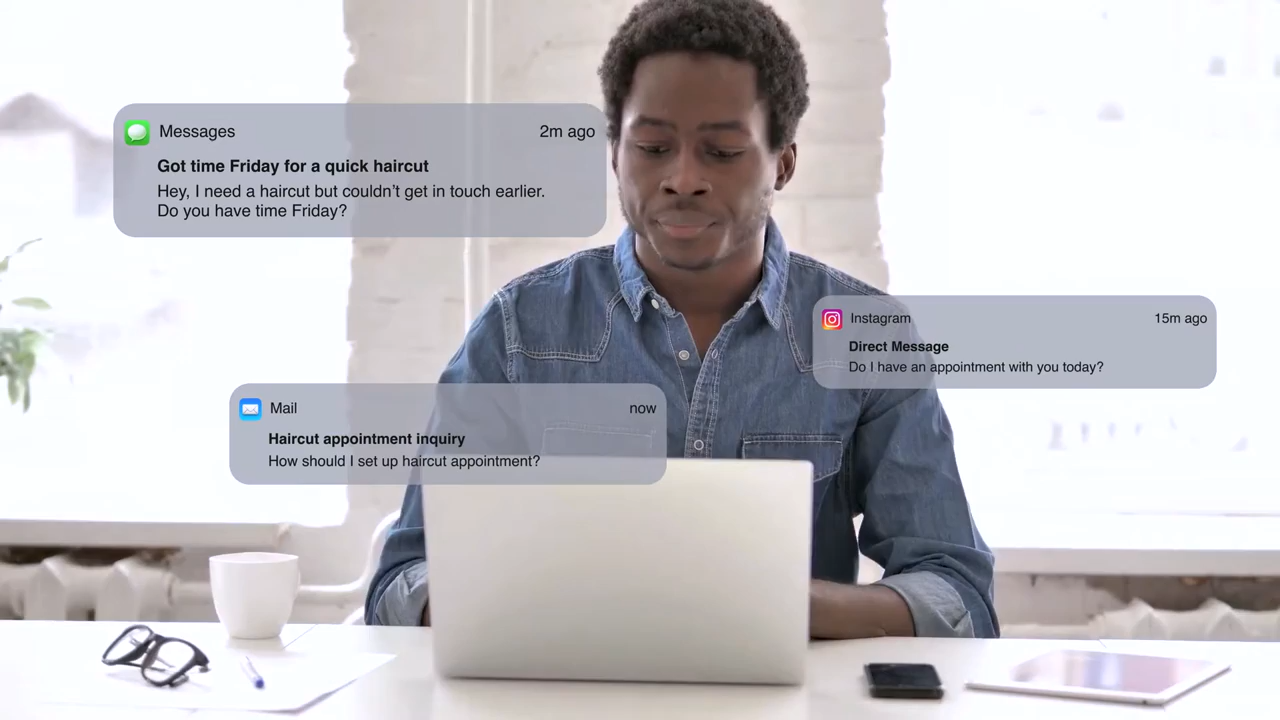 Messages 2m ago
Got time Friday for a quick haircut
Hey, I need a haircut but couldn’t get in touch earlier.
Do you have time Friday?
Instagram 15m ago
Direct Message
Do I have an appointment with you today?
Mail now
Haircut appointment inquiry
How should I set up haircut appointment?